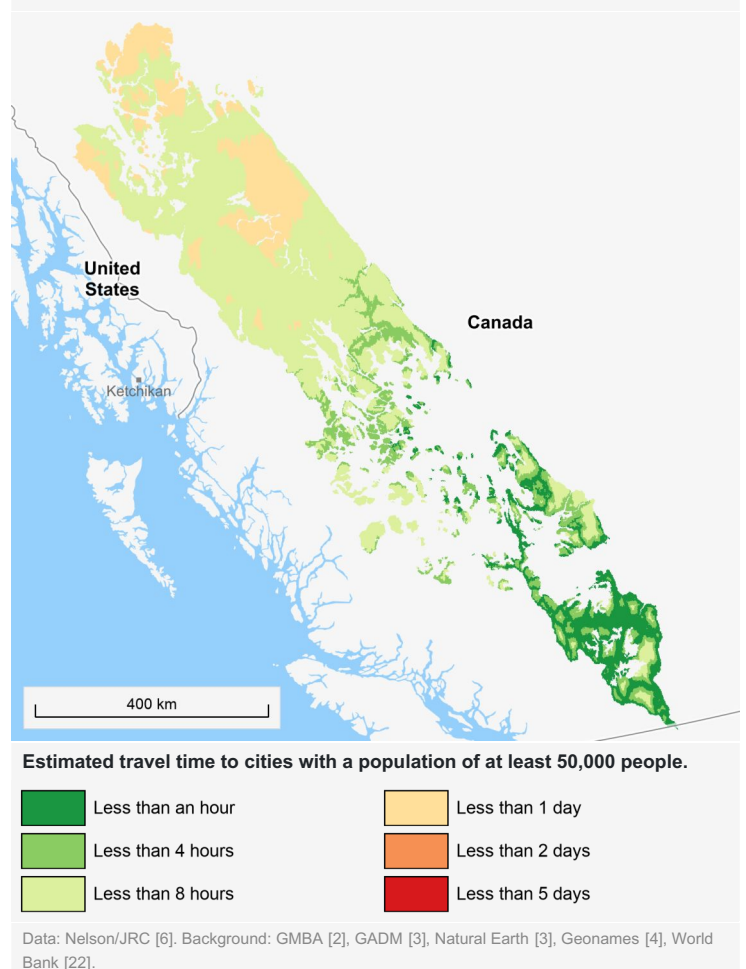 United
States
Canada
Ketchikan
400 km
Estimated travel time to cities with a population of at least 50,000 people.
Less than an hour
Less than 1 day
Less than 4 hours
Less than 2 days
Less than 8 hours
Less than 5 days
Data: Nelson/JRC [6]. Background: GMBA [2], GADM [3], Natural Earth [3], Geonames [4], World
Bank [22].